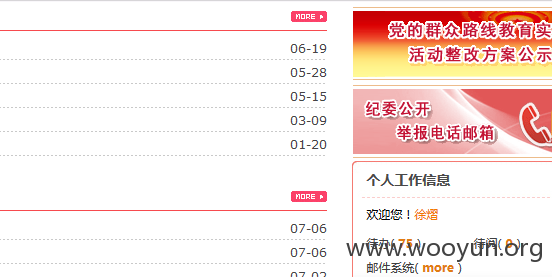 MORE
06-19
05-28
05-15
03-09
01-20
MORE
07-06
07-06
07-02
党的群众路线教育实
活动整改方案公示
纪委公开
举报电话邮箱
个人工作信息
欢迎您！徐熠
待办( 75 ) 待阅( 9 )
www.wooyun.org
邮件系统( more )